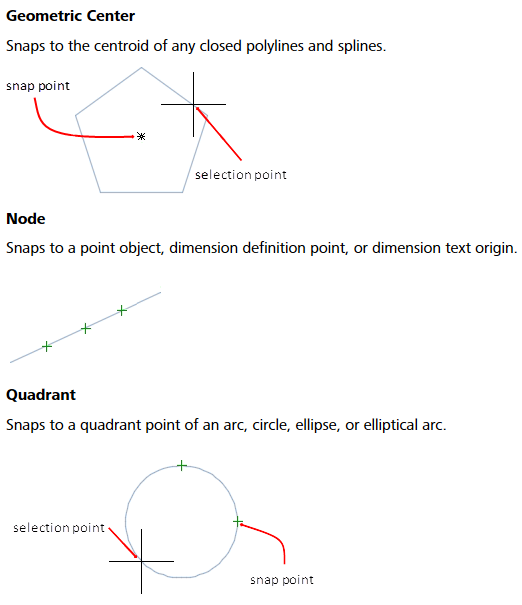 Geometric Center
Snaps to the centroid of any closed polylines and splines.
snap point
selection point
Node
Snaps to a point object, dimension definition point, or dimension text origin.
Quadrant
Snaps to a quadrant point of an arc, circle, ellipse, or elliptical arc.
selection point
snap point